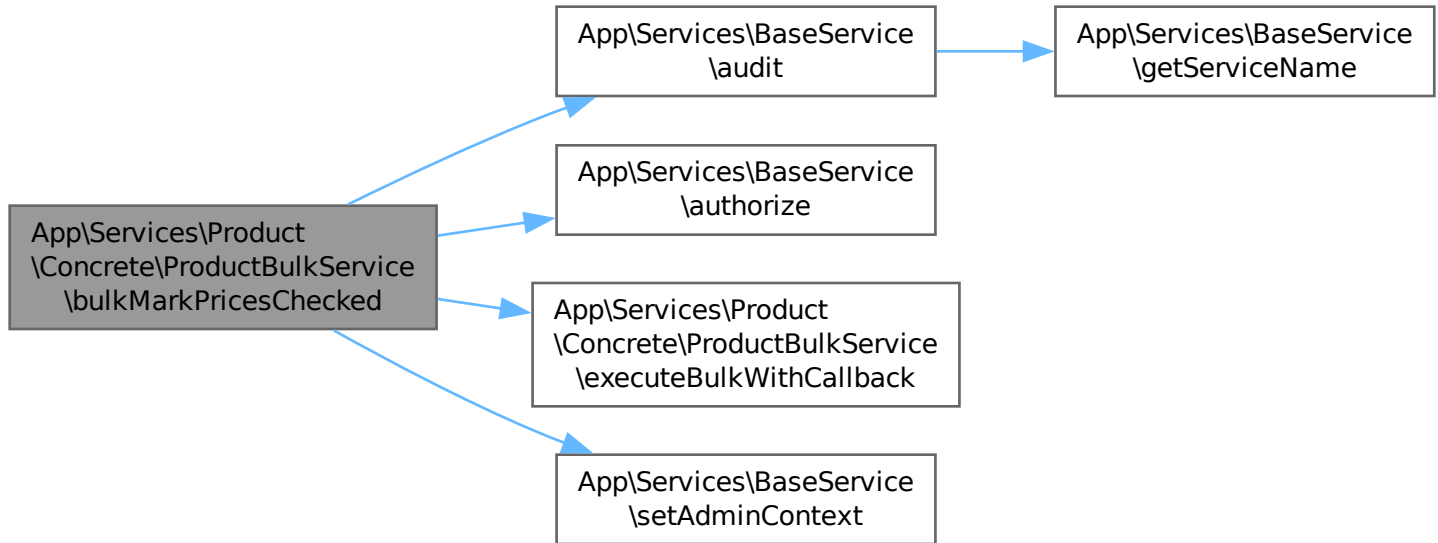 App\Services\BaseService
\audit
App\Services\BaseService
\getServiceName
App\Services\BaseService
\authorize
App\Services\Product
\Concrete\ProductBulkService
\bulkMarkPricesChecked
App\Services\Product
\Concrete\ProductBulkService
\executeBulkWithCallback
App\Services\BaseService
\setAdminContext